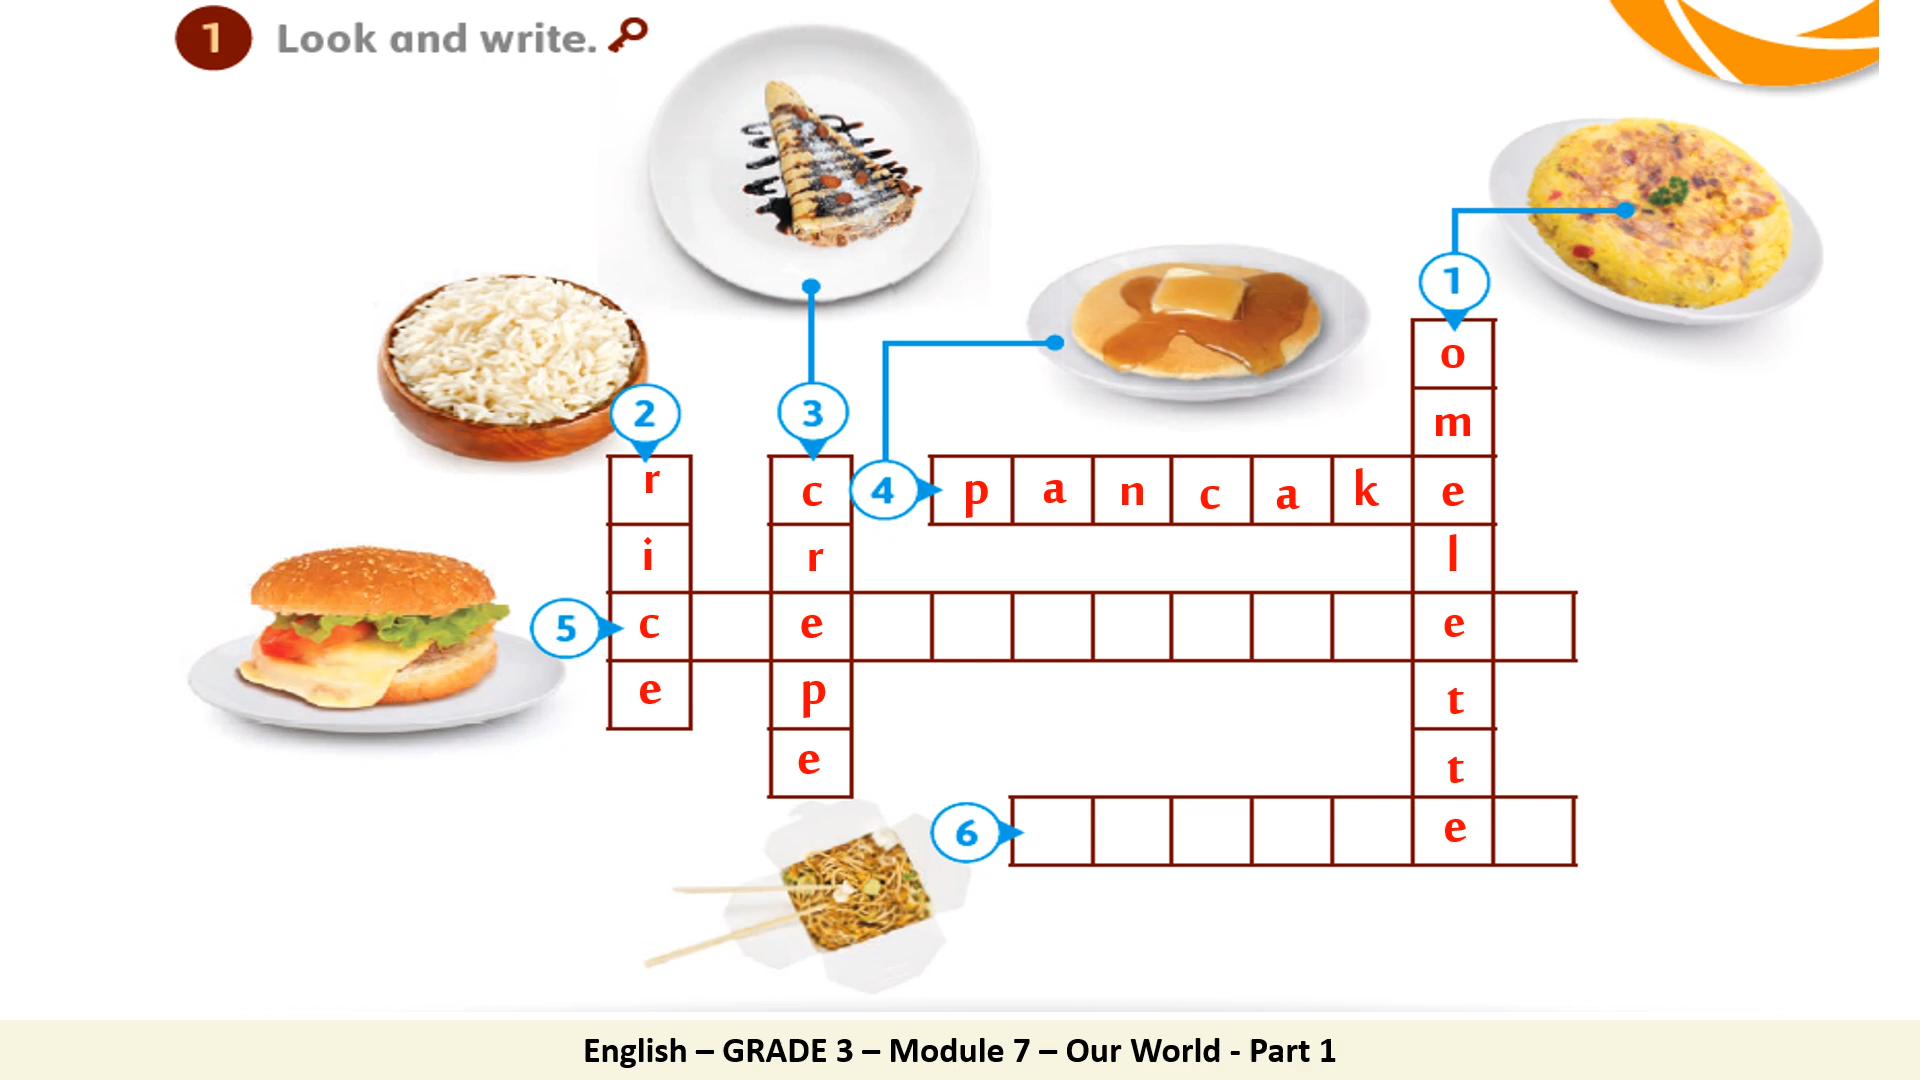 1 Look and write.
1
o
2
3
m
r
c
4
p a n c a k e
i
r
l
5
c
e
e
e
p
t
e
t
6
e
English – GRADE 3 – Module 7 – Our World - Part 1